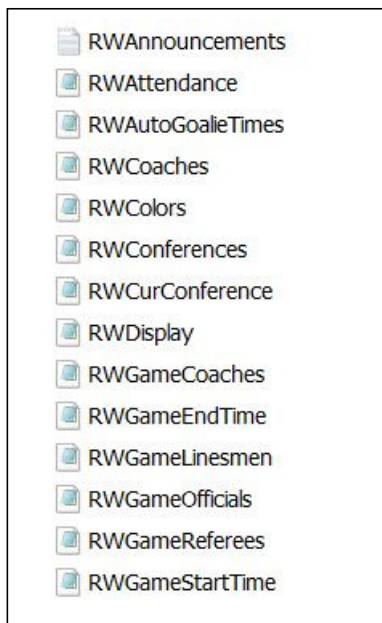 RWAnnouncements
RWAttendance
RWAutoGoalieTimes
RWCoaches
RWColors
RWConferences
RWCurConference
RWDisplay
RWGameCoaches
RWGameEndTime
RWGameLinesmen
RWGameOfficials
RWGameReferees
RWGameStartTime